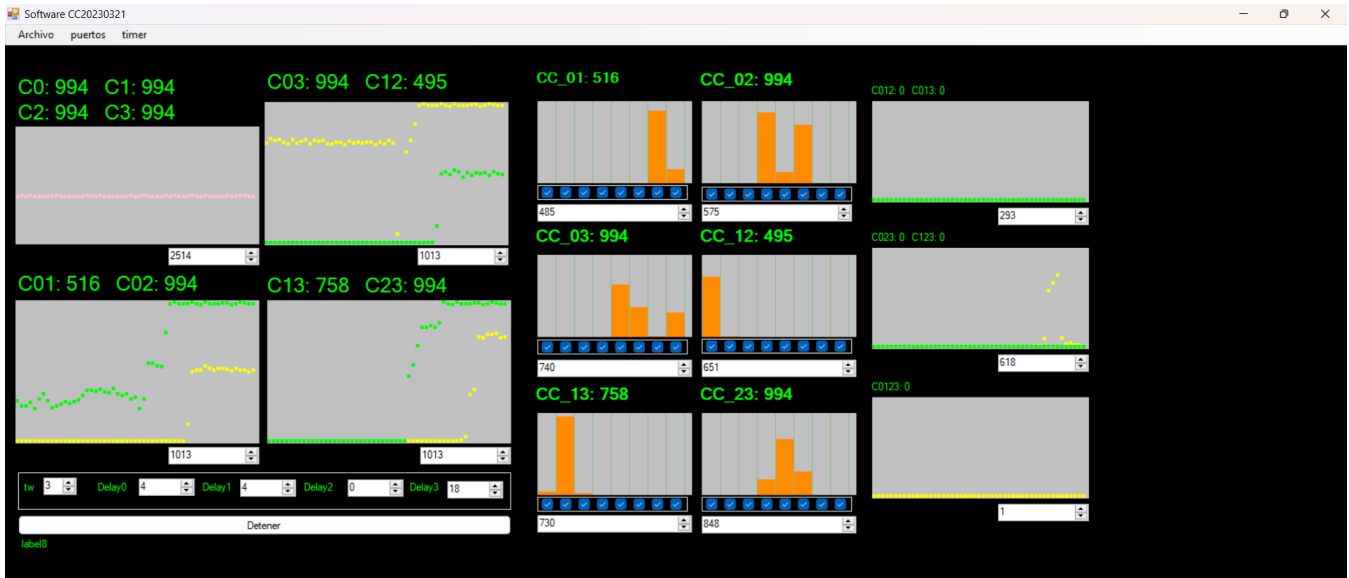 Software CC20230321
Archivo puertos timer
C0: 994 C1: 994
C2: 994 C3: 994
2514
C03: 994 C12: 495
1013
C01: 516 C02: 994
1013
C13: 758 C23: 994
1013
tw 3 Delay0 4 Delay1 4 Delay2 0 Delay3 18
Detener
label8
CC_01: 516
485
CC_02: 994
575
CC_03: 994
740
CC_12: 495
651
CC_13: 758
730
CC_23: 994
848
C012: 0 C013: 0
293
C023: 0 C123: 0
618
C0123: 0
1